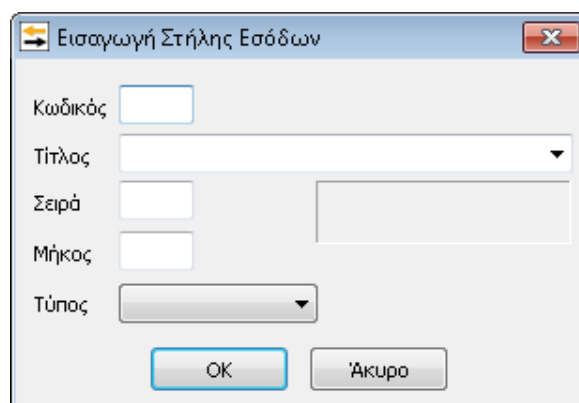 Εισαγωγή Στήλης Εσόδων
Κωδικός
Τίτλος
Σειρά
Μήκος
Τύπος
OK Άκυρο